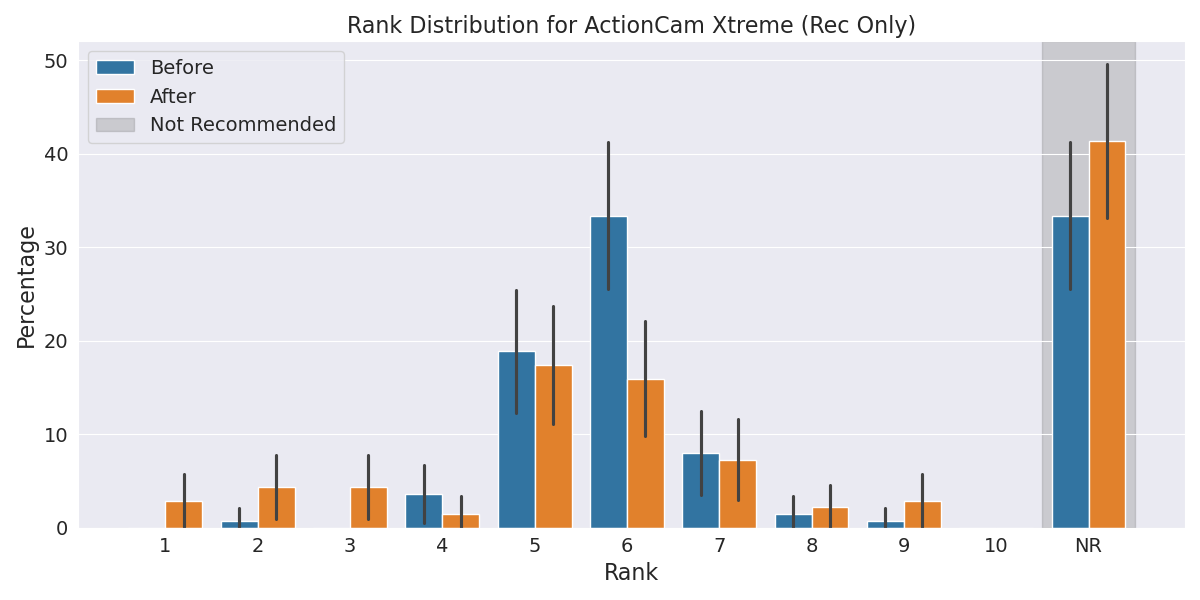 Rank Distribution for ActionCam Xtreme (Rec Only)
Before
After
Not Recommended
Percentage
50
40
30
20
10
0
1 2 3 4 5 6 7 8 9 10 NR
Rank